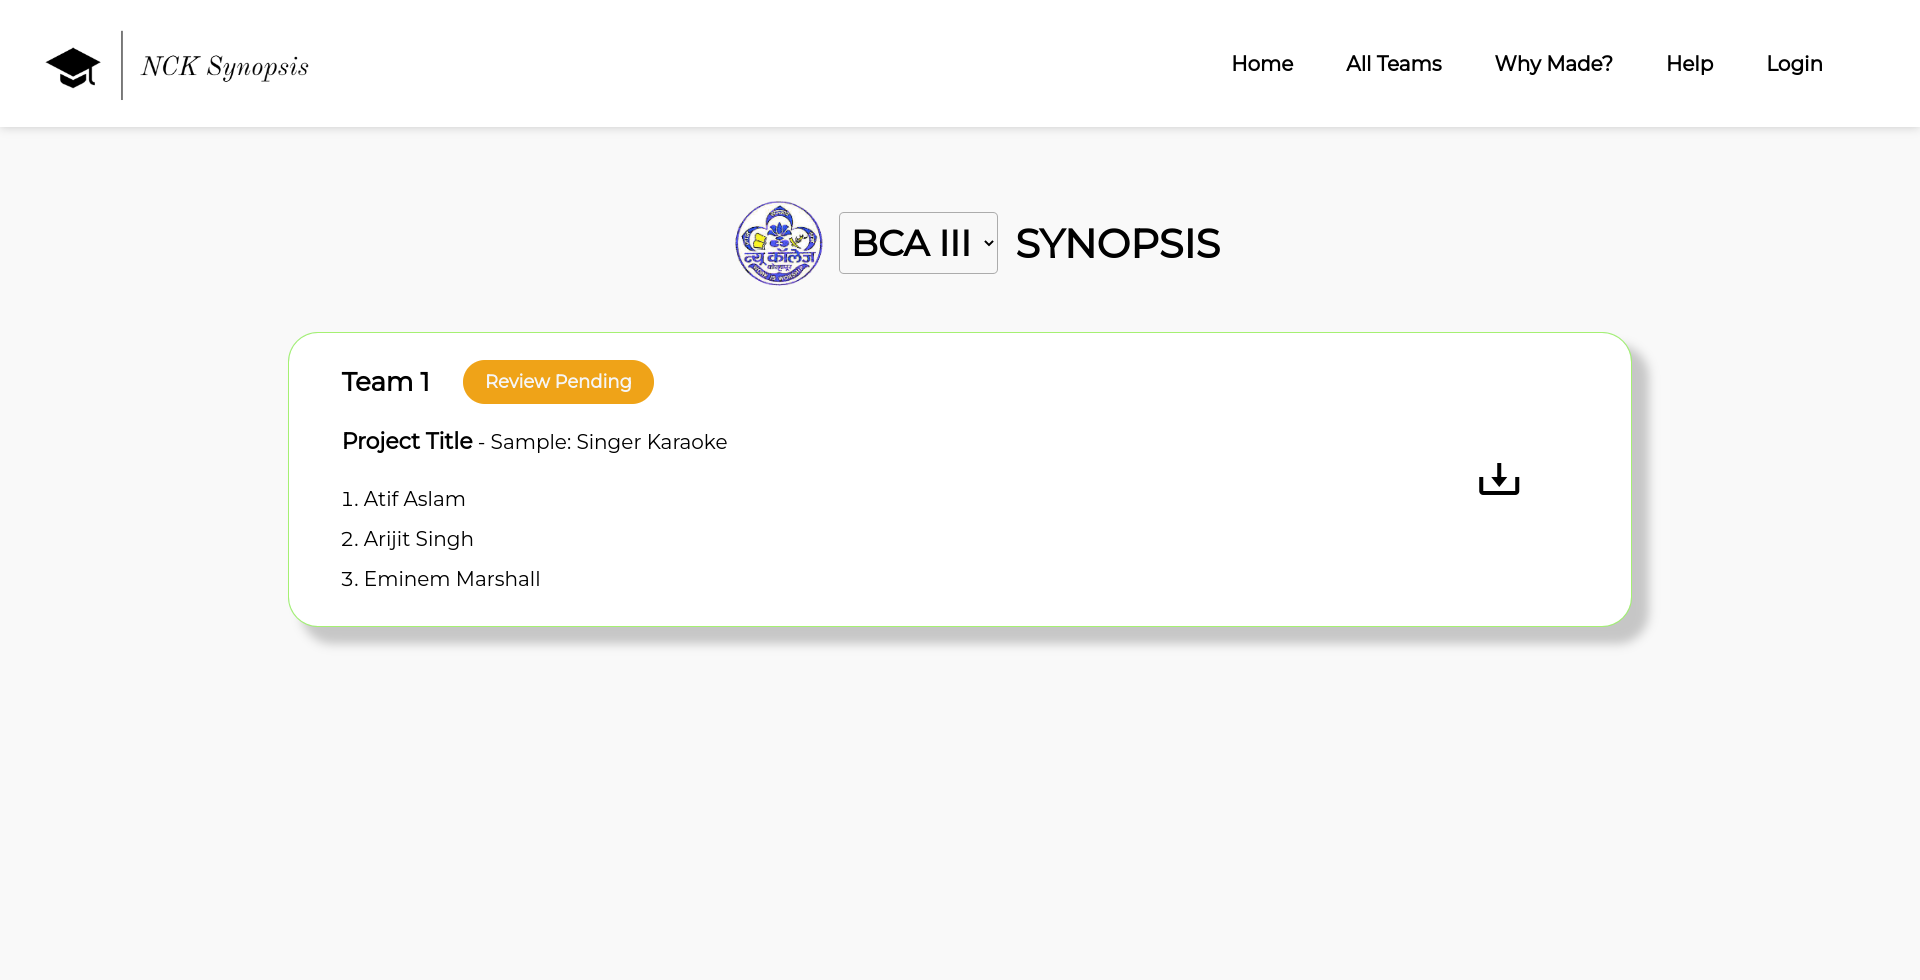 NCK Synopsis
Home
All Teams
Why Made?
Help
Login
न्यू कॉलेज
BCA III
SYNOPSIS
Team 1
Review Pending
Project Title - Sample: Singer Karaoke
1. Atif Aslam
2. Arijit Singh
3. Eminem Marshall